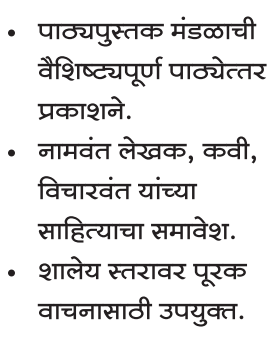 • पाठ्यपुस्तक मंडळाची
वैशिष्ट्यपूर्ण पाठ्येत्तर
प्रकाशने.
• नामवंत लेखक, कवी,
विचारवंत यांच्या
साहित्याचा समावेश.
• शालेय स्तरावर पूरक
वाचनासाठी उपयुक्त.